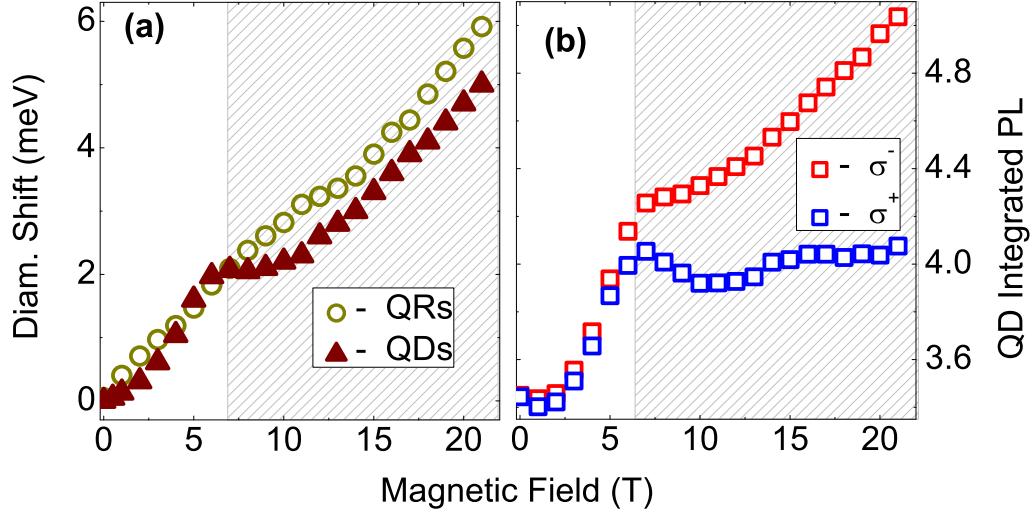 (a)
Diam. Shift (meV)
6
4
2
0
- QRs
- QDs
0 5 10 15 20
(b)
QD Integrated PL
4.8
4.4
4.0
3.6
- σ-
- σ+
0 5 10 15 20
Magnetic Field (T)